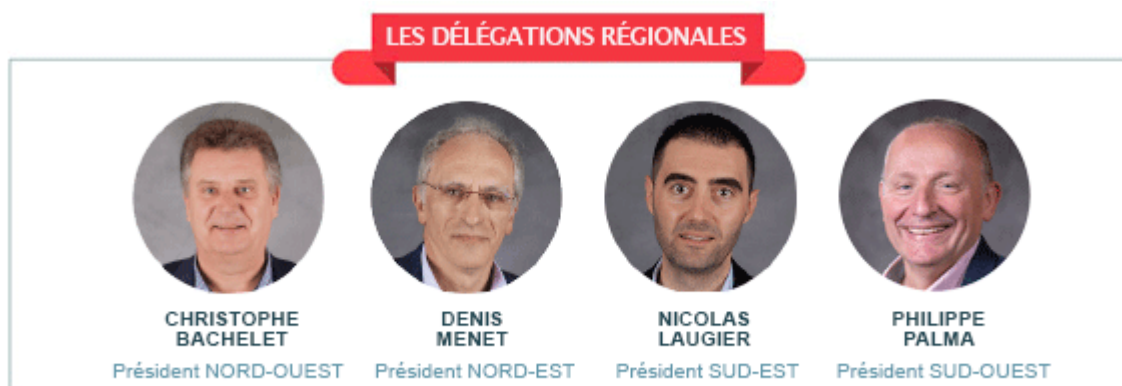 LES DÉLÉGATIONS RÉGIONALES
CHRISTOPHE
BACHELET
Président NORD-OUEST
DENIS
MENET
Président NORD-EST
NICOLAS
LAUGIER
Président SUD-EST
PHILIPPE
PALMA
Président SUD-OUEST